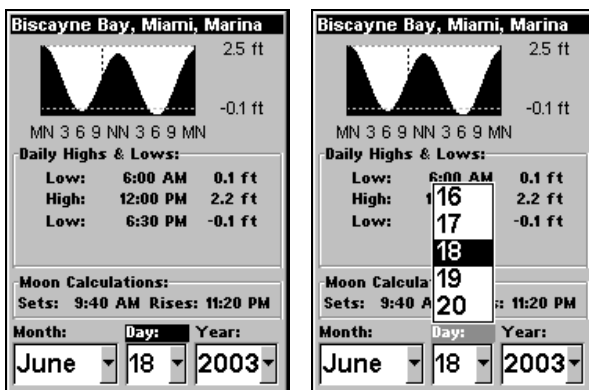 Biscayne Bay, Miami, Marina
2.5 ft
-0.1 ft
MN 3 6 9 NN 3 6 9 MN
Daily Highs & Lows:
Low: 6:00 AM 0.1 ft
High: 12:00 PM 2.2 ft
Low: 6:30 PM -0.1 ft
Moon Calculations:
Sets: 9:40 AM Rises: 11:20 PM
Month: Day: Year:
June 18 2003
Biscayne Bay, Miami, Marina
2.5 ft
-0.1 ft
MN 3 6 9 NN 3 6 9 MN
Daily Highs & Lows:
Low: 6:00 AM 0.1 ft
High: 1 2.2 ft
Low: -0.1 ft
16
17
18
19
20
Moon Calcula
Sets: 9:40 A s: 11:20 PM
Month: Day: Year:
June 18 2003